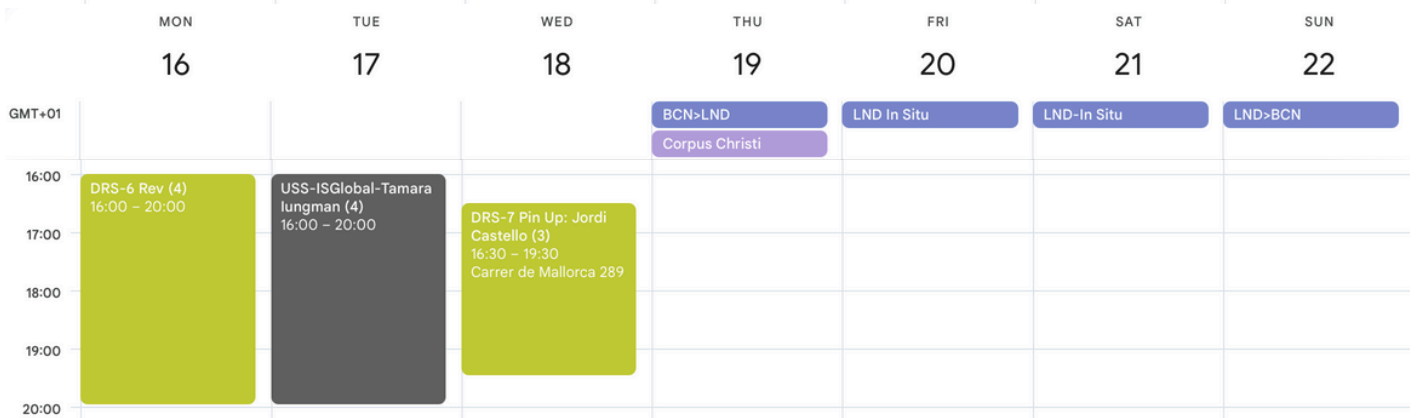 MON
TUE
WED
THU
FRI
SAT
SUN
16
17
18
19
20
21
22
GMT+01
BCN>LND
LND In Situ
LND-In Situ
LND>BCN
Corpus Christi
16:00
17:00
18:00
19:00
20:00
DRS-6 Rev (4)
16:00 – 20:00
USS-ISGlobal-Tamara
Iungman (4)
16:00 – 20:00
DRS-7 Pin Up: Jordi
Castello (3)
16:30 – 19:30
Carrer de Mallorca 289